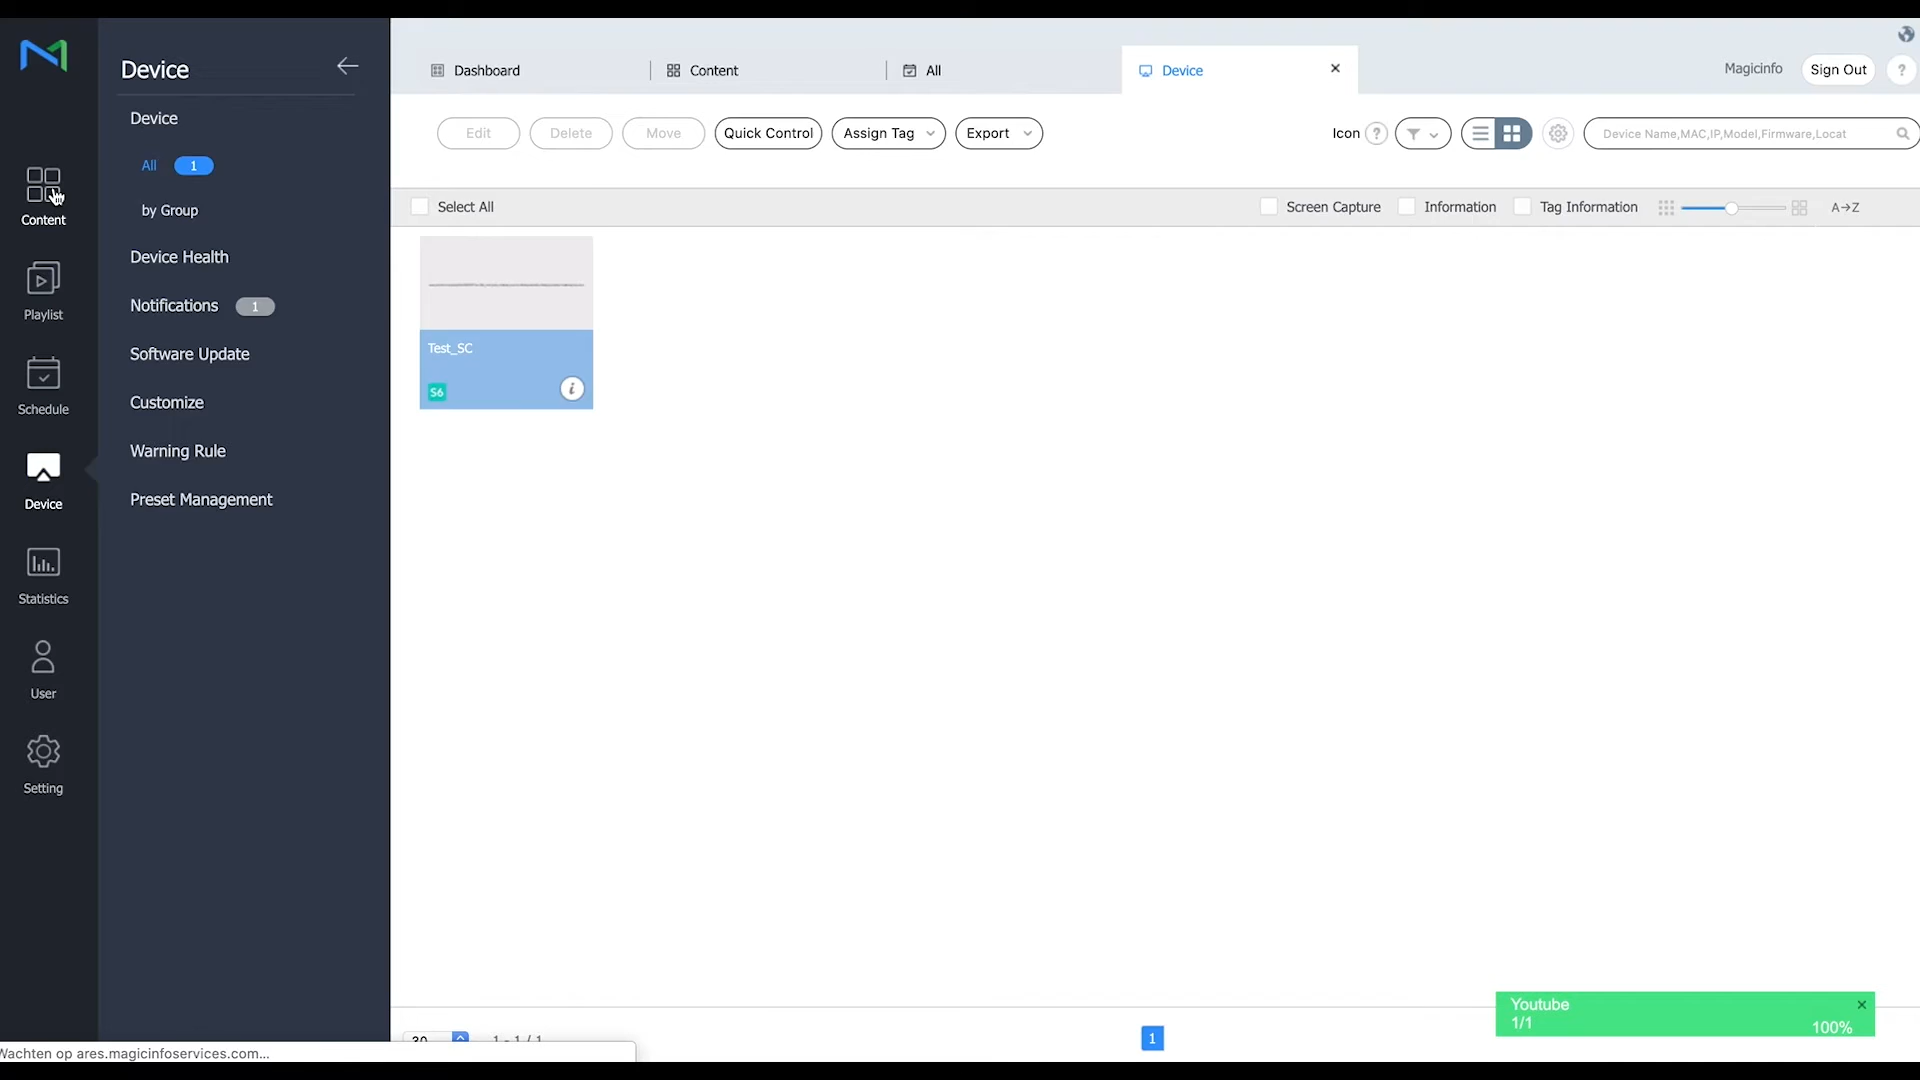 Device
Dashboard
Content
All
Device
Magicinfo
Sign Out
?
Device
All 1
by Group
Device Health
Notifications 1
Software Update
Customize
Warning Rule
Preset Management
Content
Playlist
Schedule
Device
Statistics
User
Setting
Edit
Delete
Move
Quick Control
Assign Tag
Export
Icon ?
Device Name,MAC,IP,Model,Firmware,Locat
Select All
Screen Capture
Information
Tag Information
A→Z
Test_SC
S6
i
1
Youtube
1/1
100%
Wachten op ares.magicinfoservices.com...